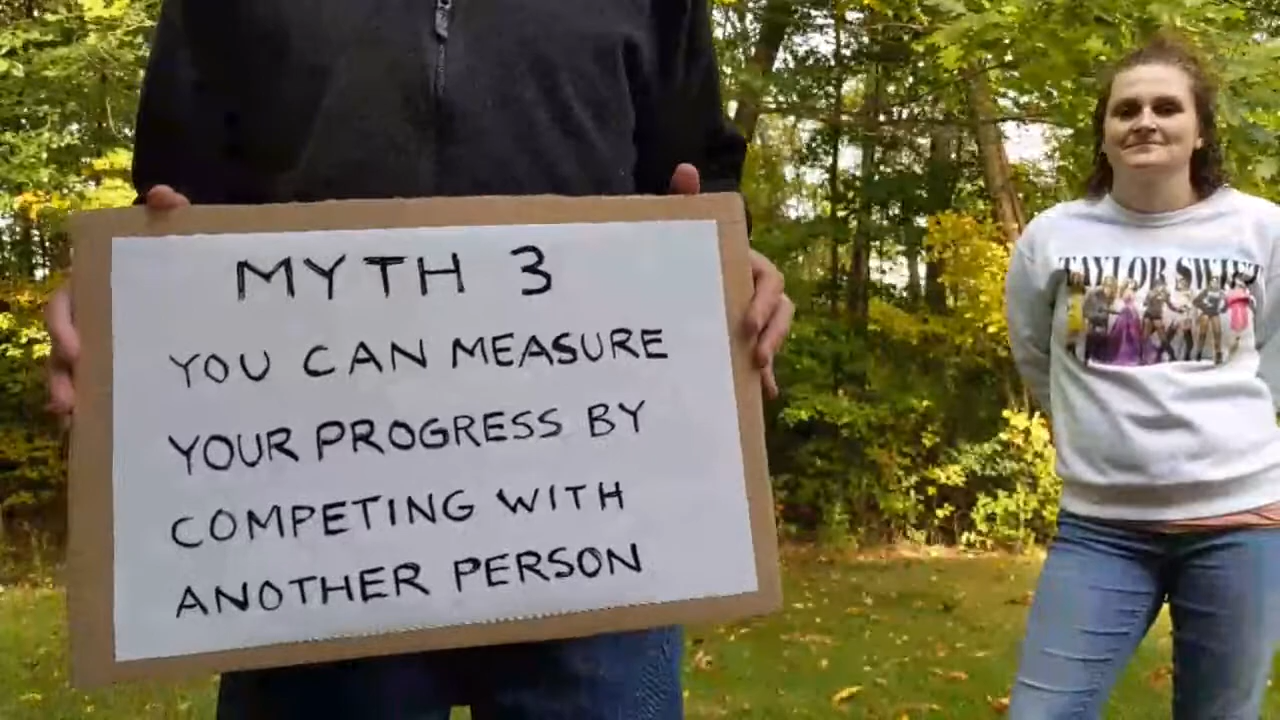 MYTH 3
YOU CAN MEASURE
YOUR PROGRESS BY
COMPETING WITH
ANOTHER PERSON
TAYLOR SWIFT